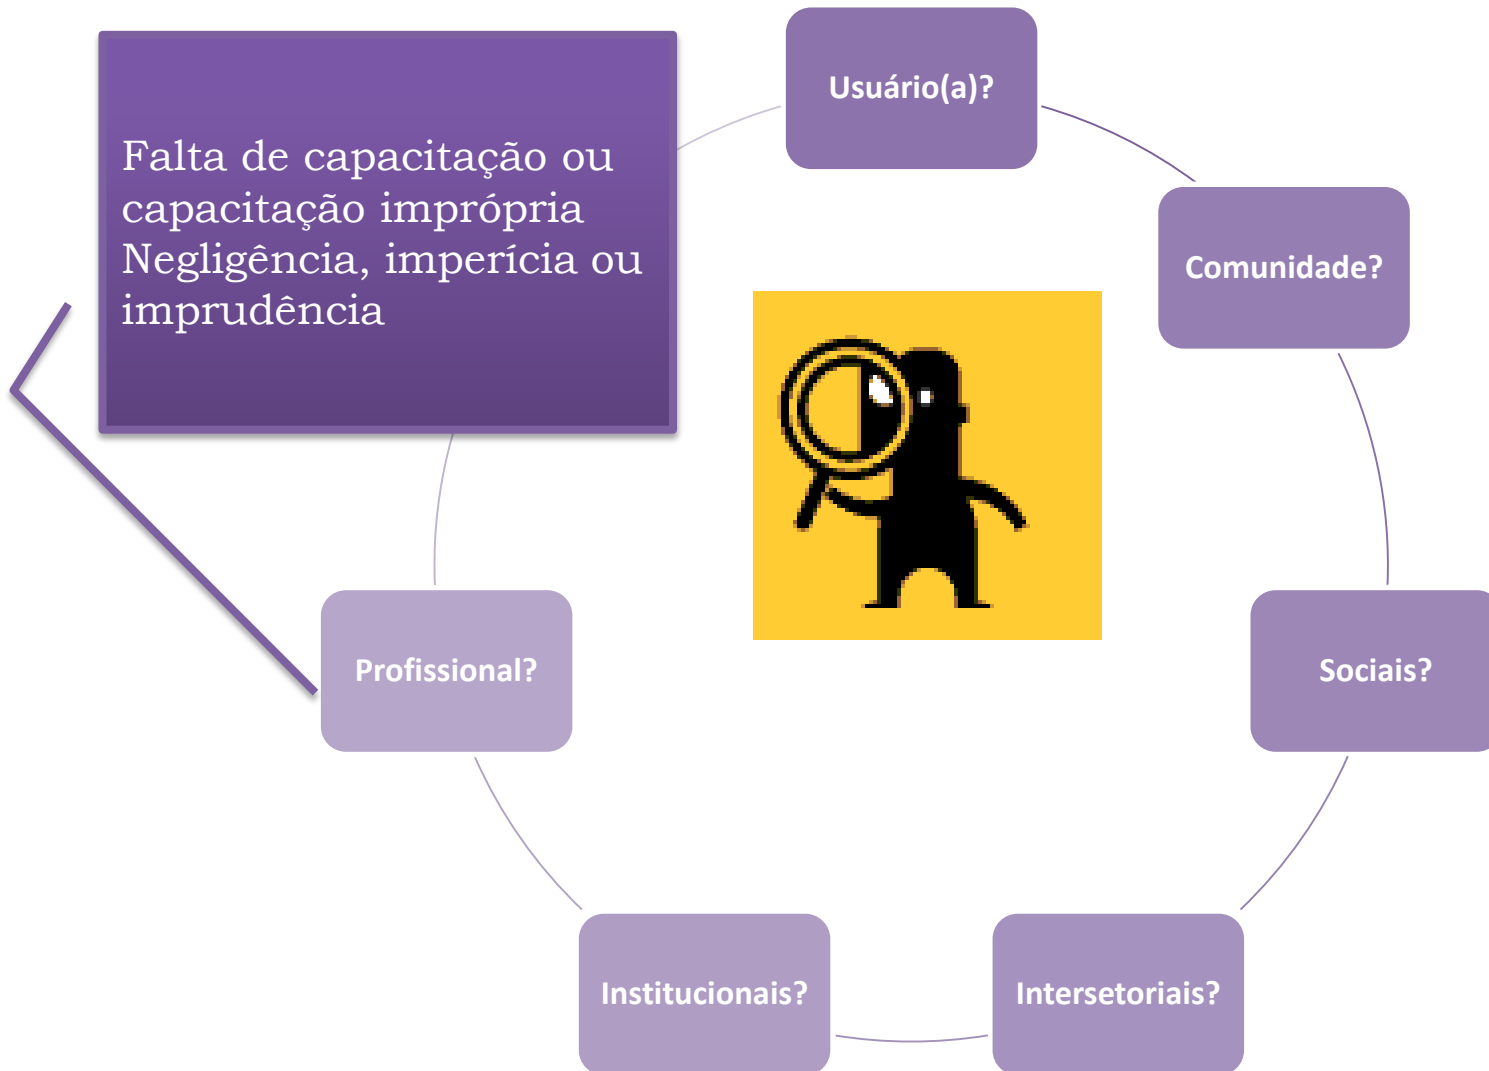 Falta de capacitação ou
capacitação imprópria
Negligência, imperícia ou
imprudência
Usuário(a)?
Comunidade?
Sociais?
Intersetoriais?
Institucionais?
Profissional?